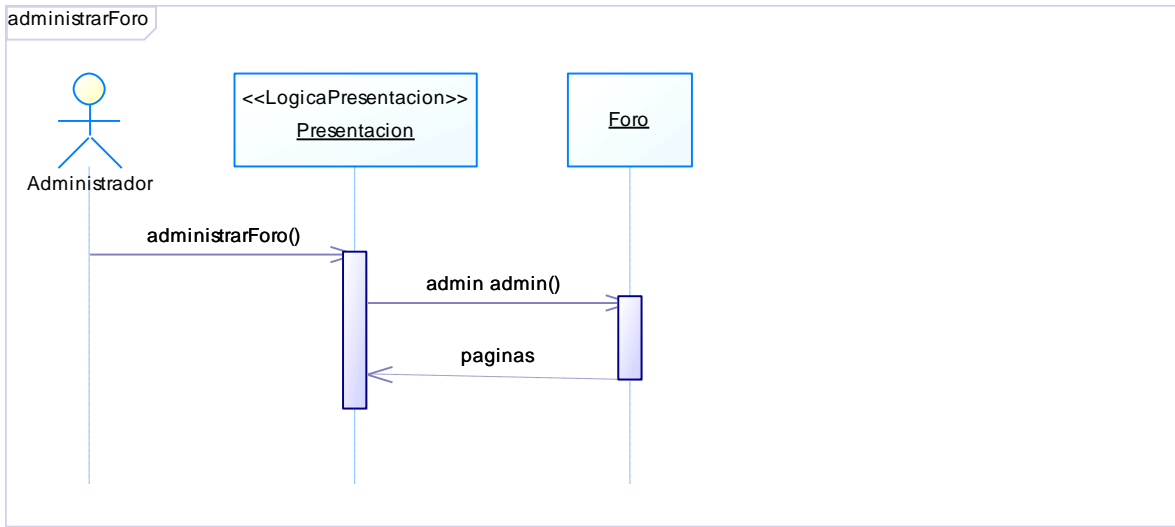 administrarForo
<<LogicaPresentacion>>
Presentacion
Foro
Administrador
administrarForo()
admin admin()
paginas